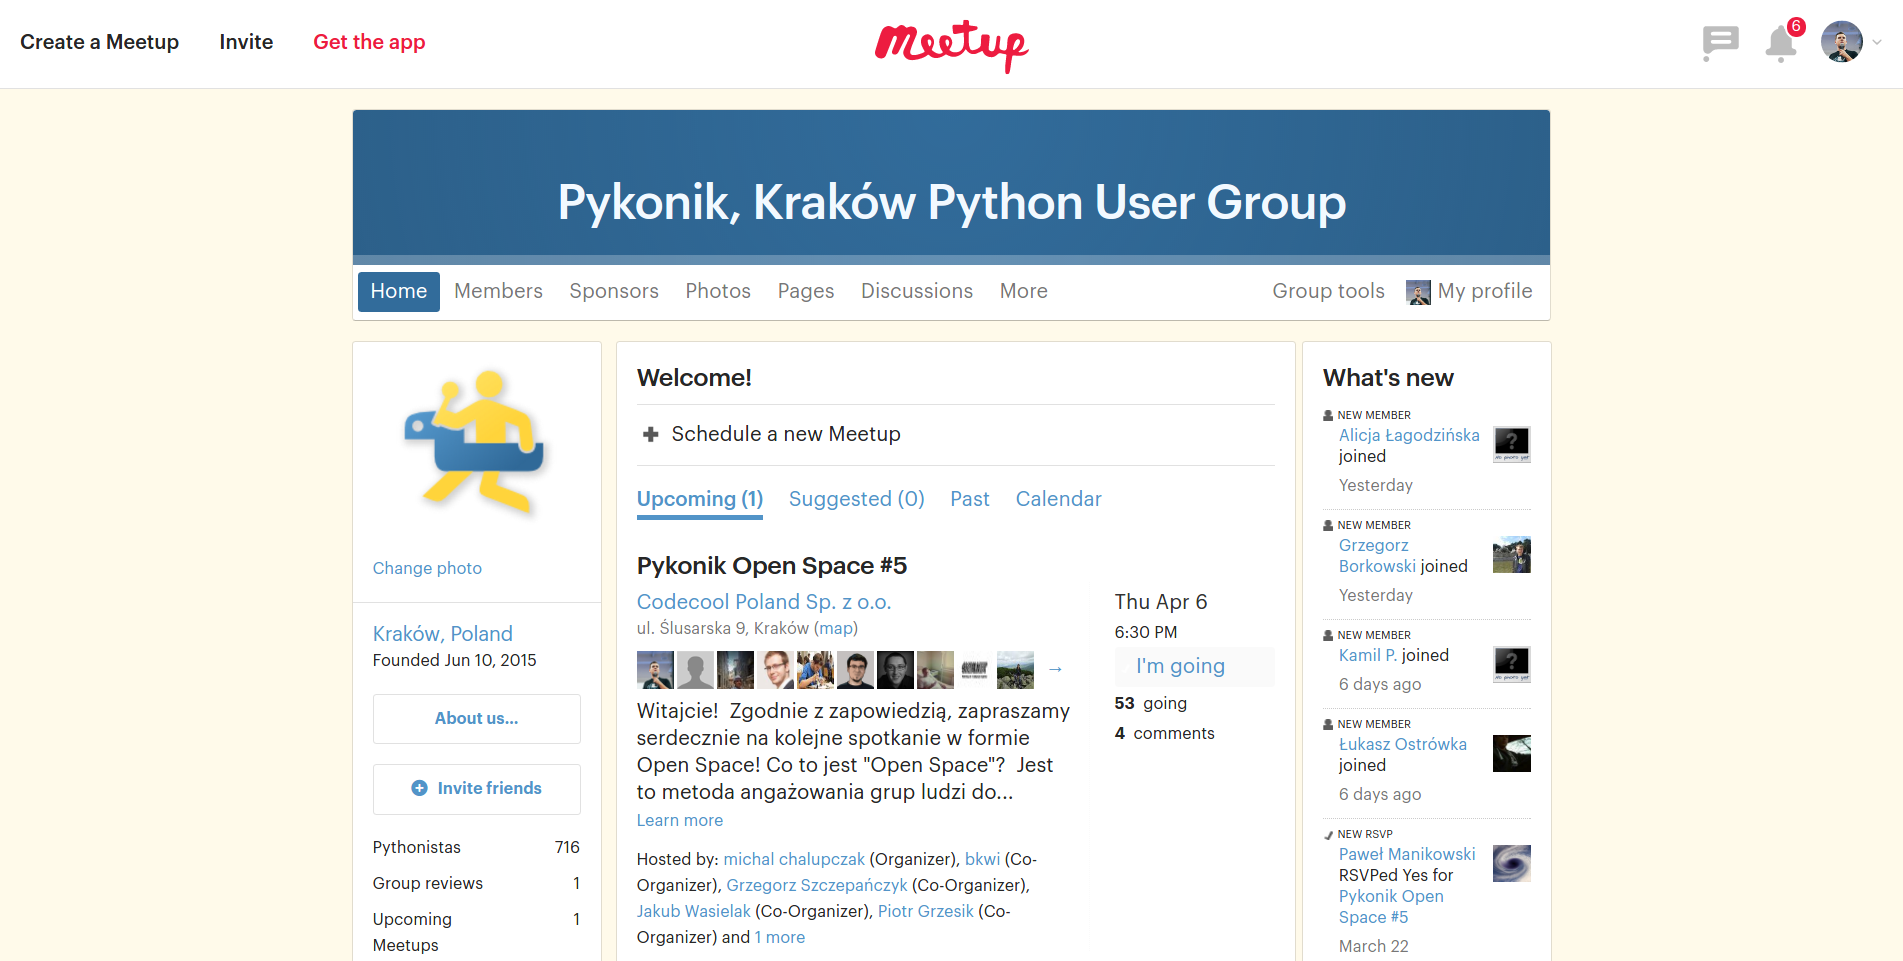 Create a Meetup
Invite
Get the app
Meetup
6
Pykonik, Kraków Python User Group
Home
Members
Sponsors
Photos
Pages
Discussions
More
Group tools
My profile
Change photo
Kraków, Poland
Founded Jun 10, 2015
About us...
Invite friends
Pythonistas 716
Group reviews 1
Upcoming 1
Meetups
Welcome!
Schedule a new Meetup
Upcoming (1)
Suggested (0)
Past
Calendar
Pykonik Open Space #5
Codecool Poland Sp. z o.o.
ul. Ślusarska 9, Kraków (map)
→
Witajcie!  Zgodnie z zapowiedzią, zapraszamy
serdecznie na kolejne spotkanie w formie
Open Space! Co to jest "Open Space"?  Jest
to metoda angażowania grup ludzi do...
Learn more
Hosted by: michal chalupczak (Organizer), bkwi (Co-
Organizer), Grzegorz Szczepańczyk (Co-Organizer),
Jakub Wasielak (Co-Organizer), Piotr Grzesik (Co-
Organizer) and 1 more
Thu Apr 6
6:30 PM
I'm going
53 going
4 comments
What's new
NEW MEMBER
Alicja Łagodzińska
joined
Yesterday
NEW MEMBER
Grzegorz
Borkowski joined
Yesterday
NEW MEMBER
Kamil P. joined
6 days ago
NEW MEMBER
Łukasz Ostrówka
joined
6 days ago
NEW RSVP
Paweł Manikowski
RSVPed Yes for
Pykonik Open
Space #5
March 22